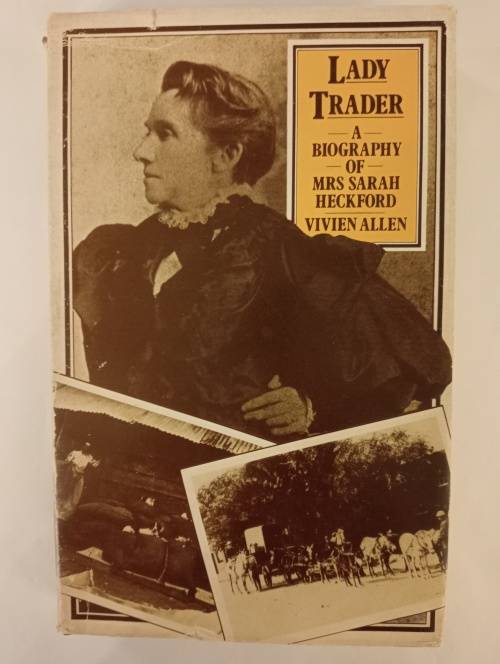 LADY
TRADER
A
BIOGRAPHY
OF
MRS SARAH
HECKFORD
VIVIEN ALLEN